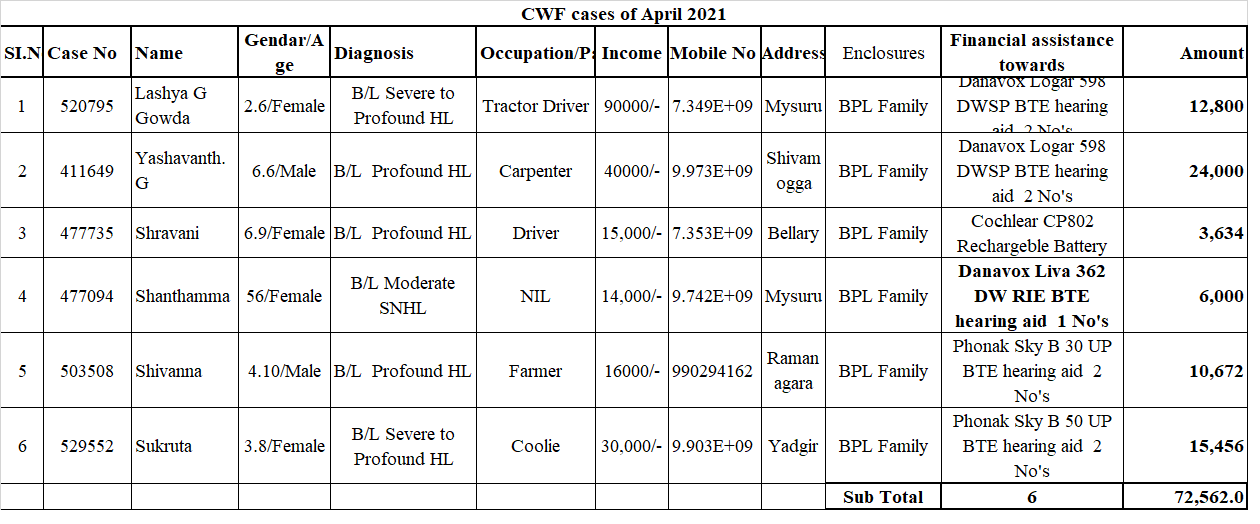 CWF cases of April 2021
SI.N Case No Name Gendar/A ge Diagnosis Occupation/Pa Income Mobile No Address Enclosures Financial assistance towards Amount
1 520795 Lashya G Gowda 2.6/Female B/L Severe to Profound HL Tractor Driver 90000/- 7.349E+09 Mysuru BPL Family Danavox Logar 598 DWSP BTE hearing aid 2 No's 12,800
2 411649 Yashavanth. G 6.6/Male B/L Profound HL Carpenter 40000/- 9.973E+09 Shivam ogga BPL Family Danavox Logar 598 DWSP BTE hearing aid 2 No's 24,000
3 477735 Shravani 6.9/Female B/L Profound HL Driver 15,000/- 7.353E+09 Bellary BPL Family Cochlear CP802 Rechargeble Battery 3,634
4 477094 Shanthamma 56/Female B/L Moderate SNHL NIL 14,000/- 9.742E+09 Mysuru BPL Family Danavox Liva 362 DW RIE BTE hearing aid 1 No's 6,000
5 503508 Shivanna 4.10/Male B/L Profound HL Farmer 16000/- 990294162 Raman agara BPL Family Phonak Sky B 30 UP BTE hearing aid 2 No's 10,672
6 529552 Sukruta 3.8/Female B/L Severe to Profound HL Coolie 30,000/- 9.903E+09 Yadgir BPL Family Phonak Sky B 50 UP BTE hearing aid 2 No's 15,456
Sub Total 6 72,562.0